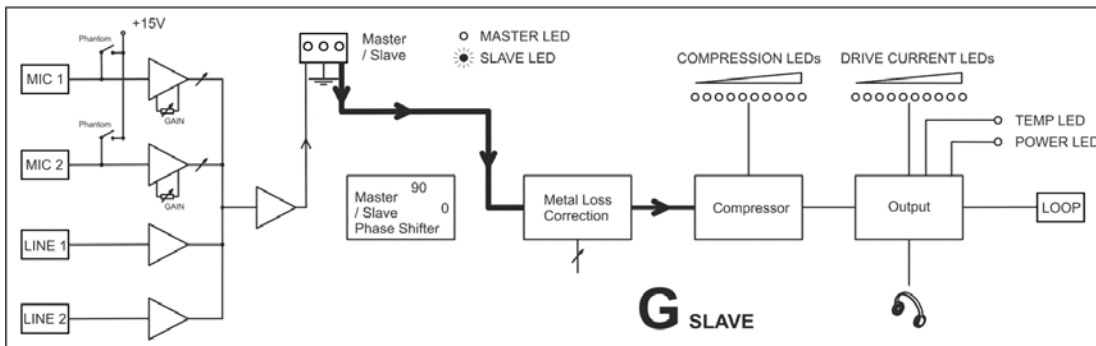 +15V
Phantom
MIC 1
GAIN
Phantom
MIC 2
GAIN
LINE 1
LINE 2
Master
/ Slave
MASTER LED
SLAVE LED
90
Master
0
/ Slave
Phase Shifter
Metal Loss
Correction
COMPRESSION LEDs
Compressor
DRIVE CURRENT LEDs
TEMP LED
POWER LED
Output
LOOP
G SLAVE